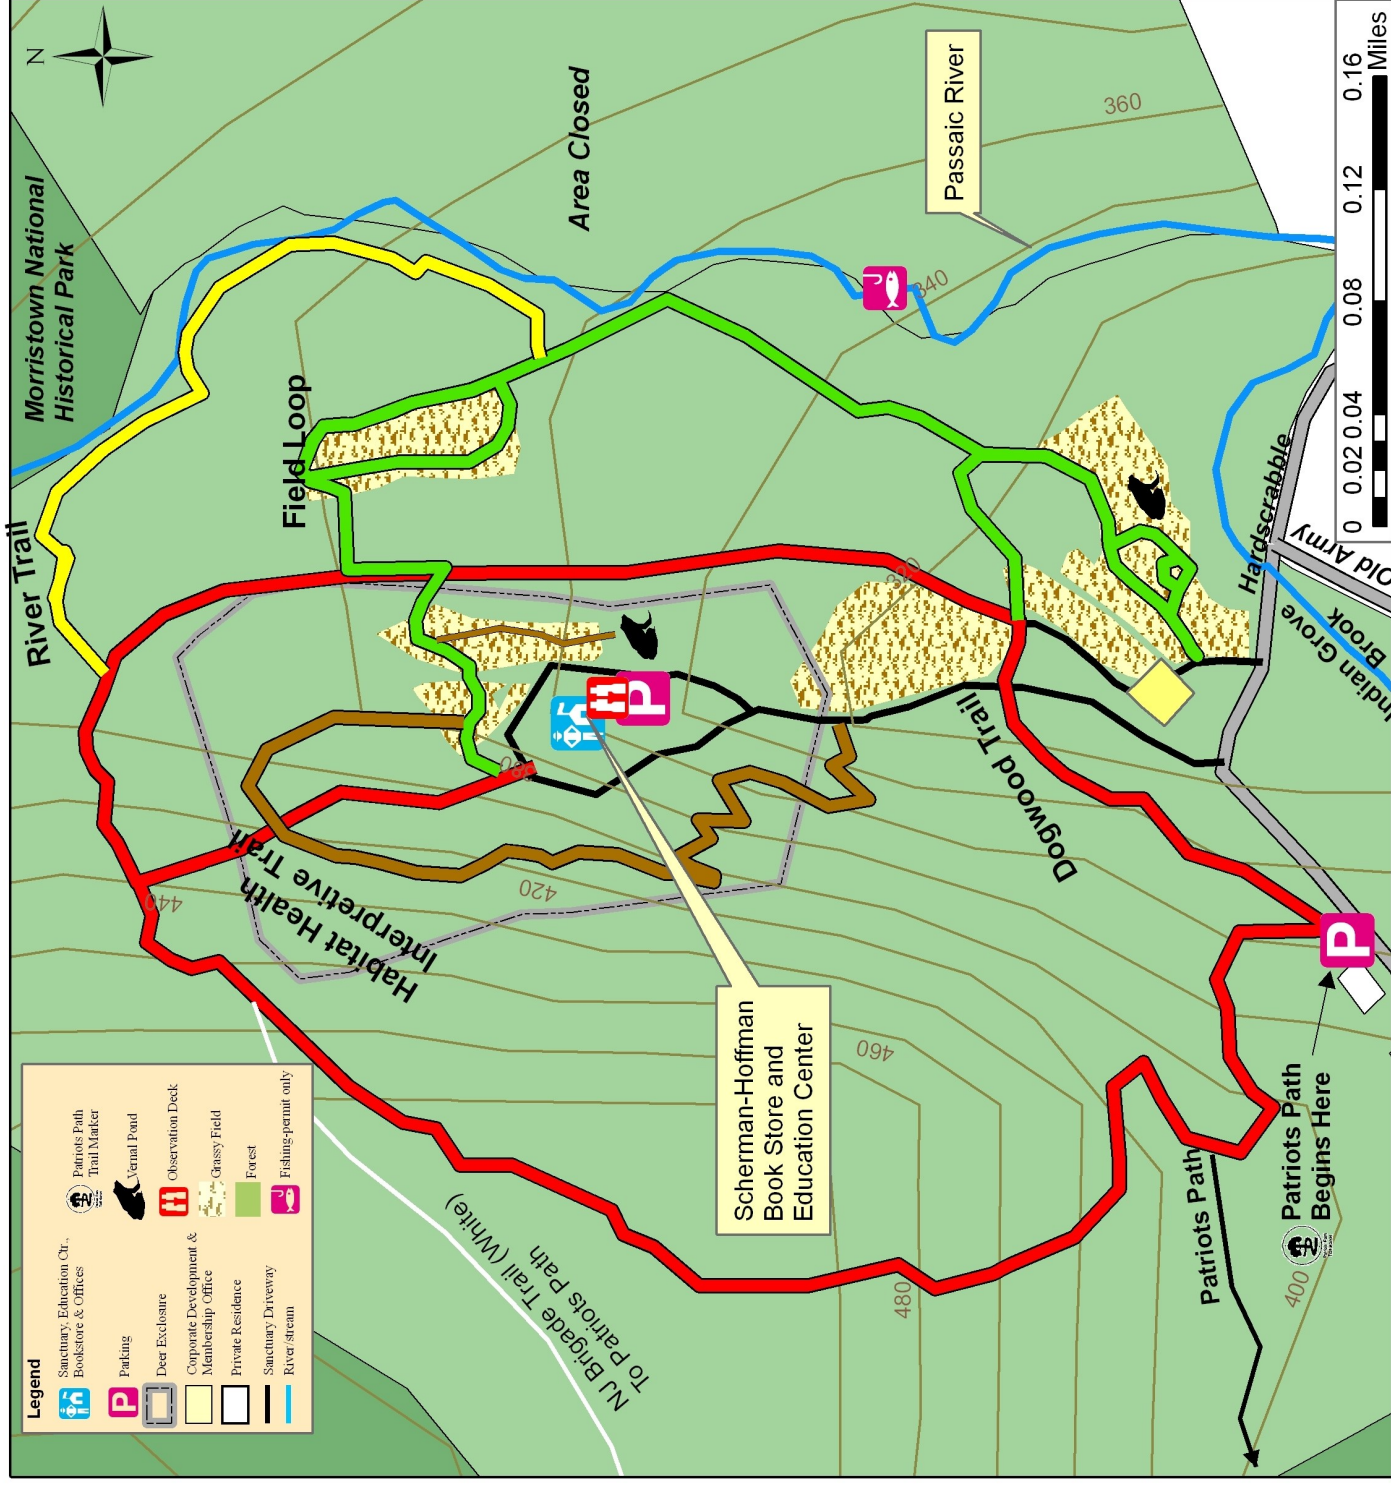 N
Morristown National
Historical Park
River Trail
Field Loop
Area Closed
Passaic River
360
340
320
380
420
440
460
480
400
Habitat Health
Interpretive Trail
Dogwood Trail
Hardscrabble
Old Army
Indian Grove
Brook
Scherman-Hoffman
Book Store and
Education Center
NJ Brigade Trail (White)
To Patriots Path
Patriots Path
Patriots Path
Begins Here
P
P
0 0.02 0.04 0.08 0.12 0.16
Miles
Legend
Sanctuary, Education Ctr.,
Bookstore & Offices
P
Parking
Deer Exclosure
Corporate Development &
Membership Office
Private Residence
Sanctuary Driveway
River/stream
Patriots Path
Trail Marker
Vernal Pond
Observation Deck
Grassy Field
Forest
Fishing-permit only